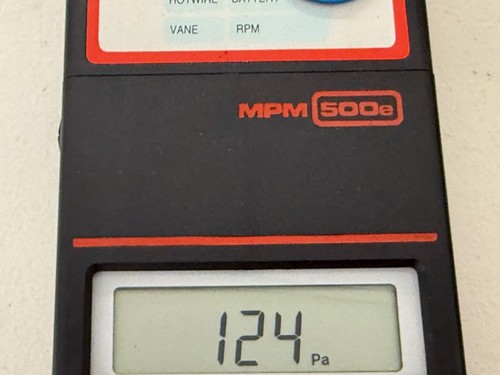 HOTWIRE BATTERY
VANE RPM
MPM 500e
124 Pa